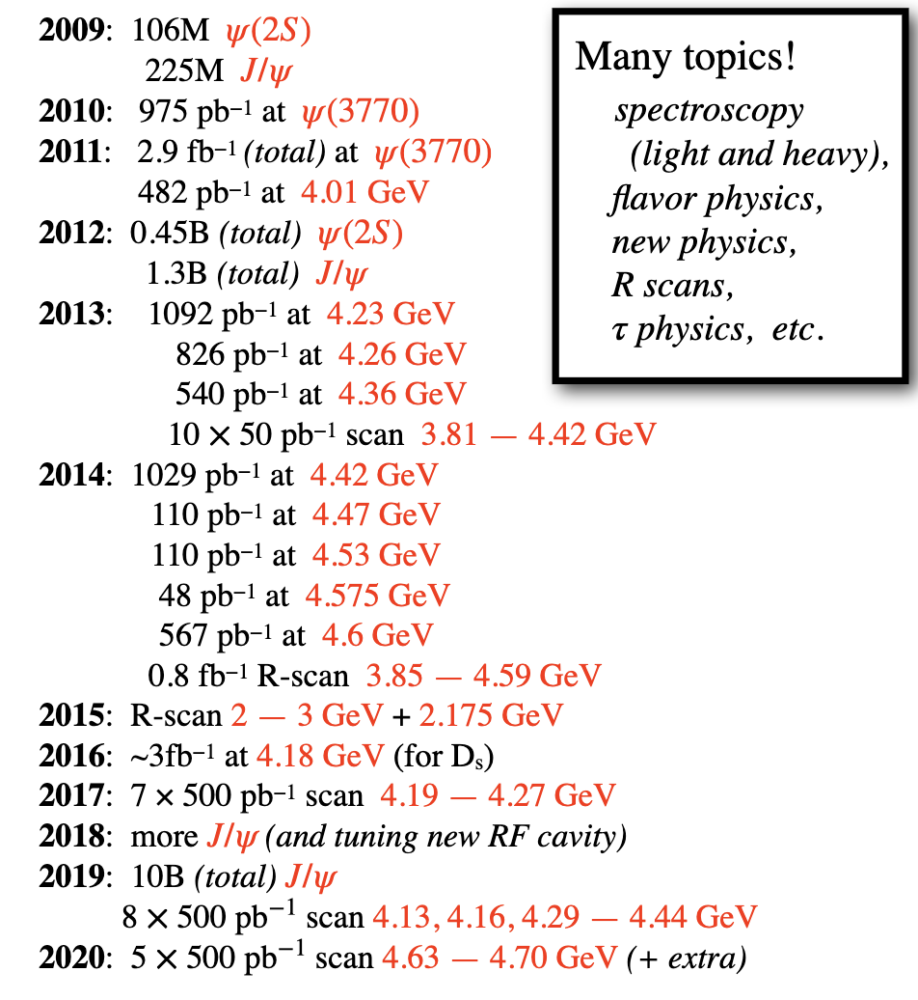 2009: 106M ψ(2S)
225M J/ψ
2010: 975 pb⁻¹ at ψ(3770)
2011: 2.9 fb⁻¹ (total) at ψ(3770)
482 pb⁻¹ at 4.01 GeV
2012: 0.45B (total) ψ(2S)
1.3B (total) J/ψ
2013: 1092 pb⁻¹ at 4.23 GeV
826 pb⁻¹ at 4.26 GeV
540 pb⁻¹ at 4.36 GeV
10 × 50 pb⁻¹ scan 3.81 — 4.42 GeV
2014: 1029 pb⁻¹ at 4.42 GeV
110 pb⁻¹ at 4.47 GeV
110 pb⁻¹ at 4.53 GeV
48 pb⁻¹ at 4.575 GeV
567 pb⁻¹ at 4.6 GeV
0.8 fb⁻¹ R-scan 3.85 — 4.59 GeV
2015: R-scan 2 — 3 GeV + 2.175 GeV
2016: ~3fb⁻¹ at 4.18 GeV (for Dₛ)
2017: 7 × 500 pb⁻¹ scan 4.19 — 4.27 GeV
2018: more J/ψ (and tuning new RF cavity)
2019: 10B (total) J/ψ
8 × 500 pb⁻¹ scan 4.13, 4.16, 4.29 — 4.44 GeV
2020: 5 × 500 pb⁻¹ scan 4.63 — 4.70 GeV (+ extra)
Many topics!
spectroscopy
(light and heavy),
flavor physics,
new physics,
R scans,
τ physics, etc.